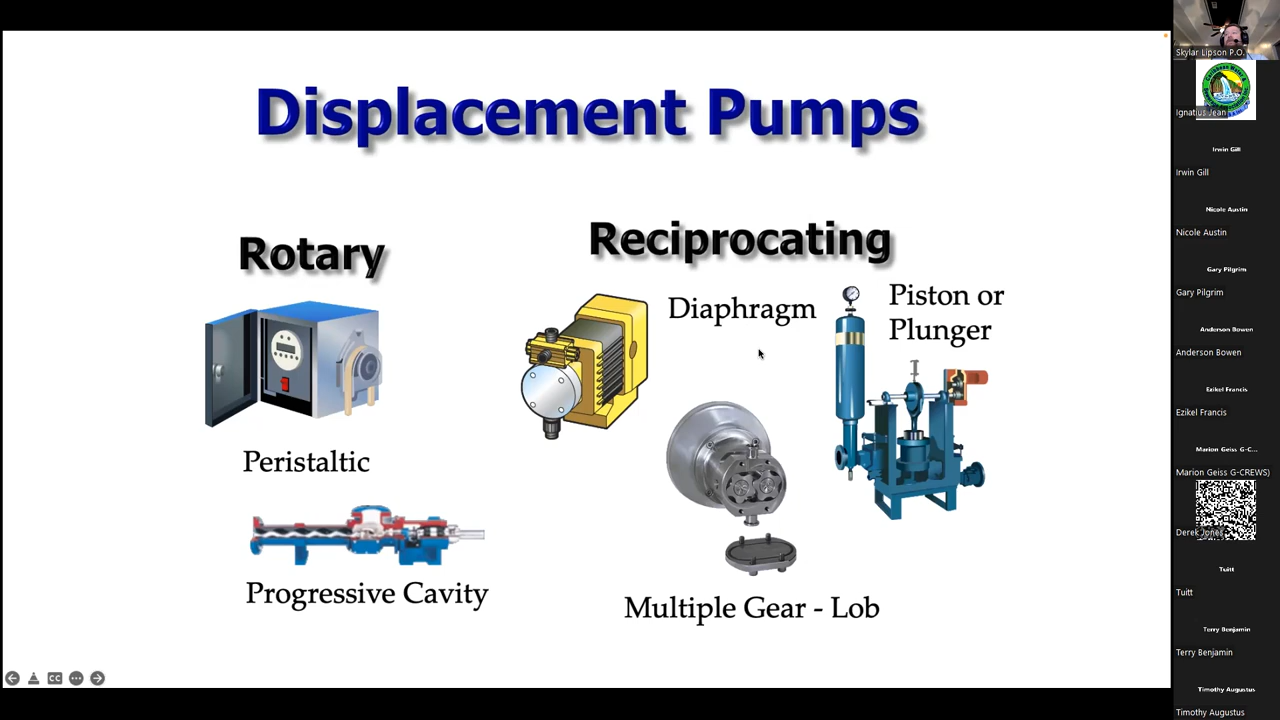 Displacement Pumps
Rotary
Reciprocating
Diaphragm
Piston or
Plunger
Peristaltic
Progressive Cavity
Multiple Gear - Lob
CC
Skylar Lipson P.O.
Ignatius Jean
Irwin Gill
Irwin Gill
Nicole Austin
Nicole Austin
Gary Pilgrim
Gary Pilgrim
Anderson Bowen
Anderson Bowen
Ezikel Francis
Ezikel Francis
Marion Geiss G-C...
Marion Geiss G-CREWS)
Derek Jones
Tuitt
Tuitt
Terry Benjamin
Terry Benjamin
Timothy Augustus
Timothy Augustus